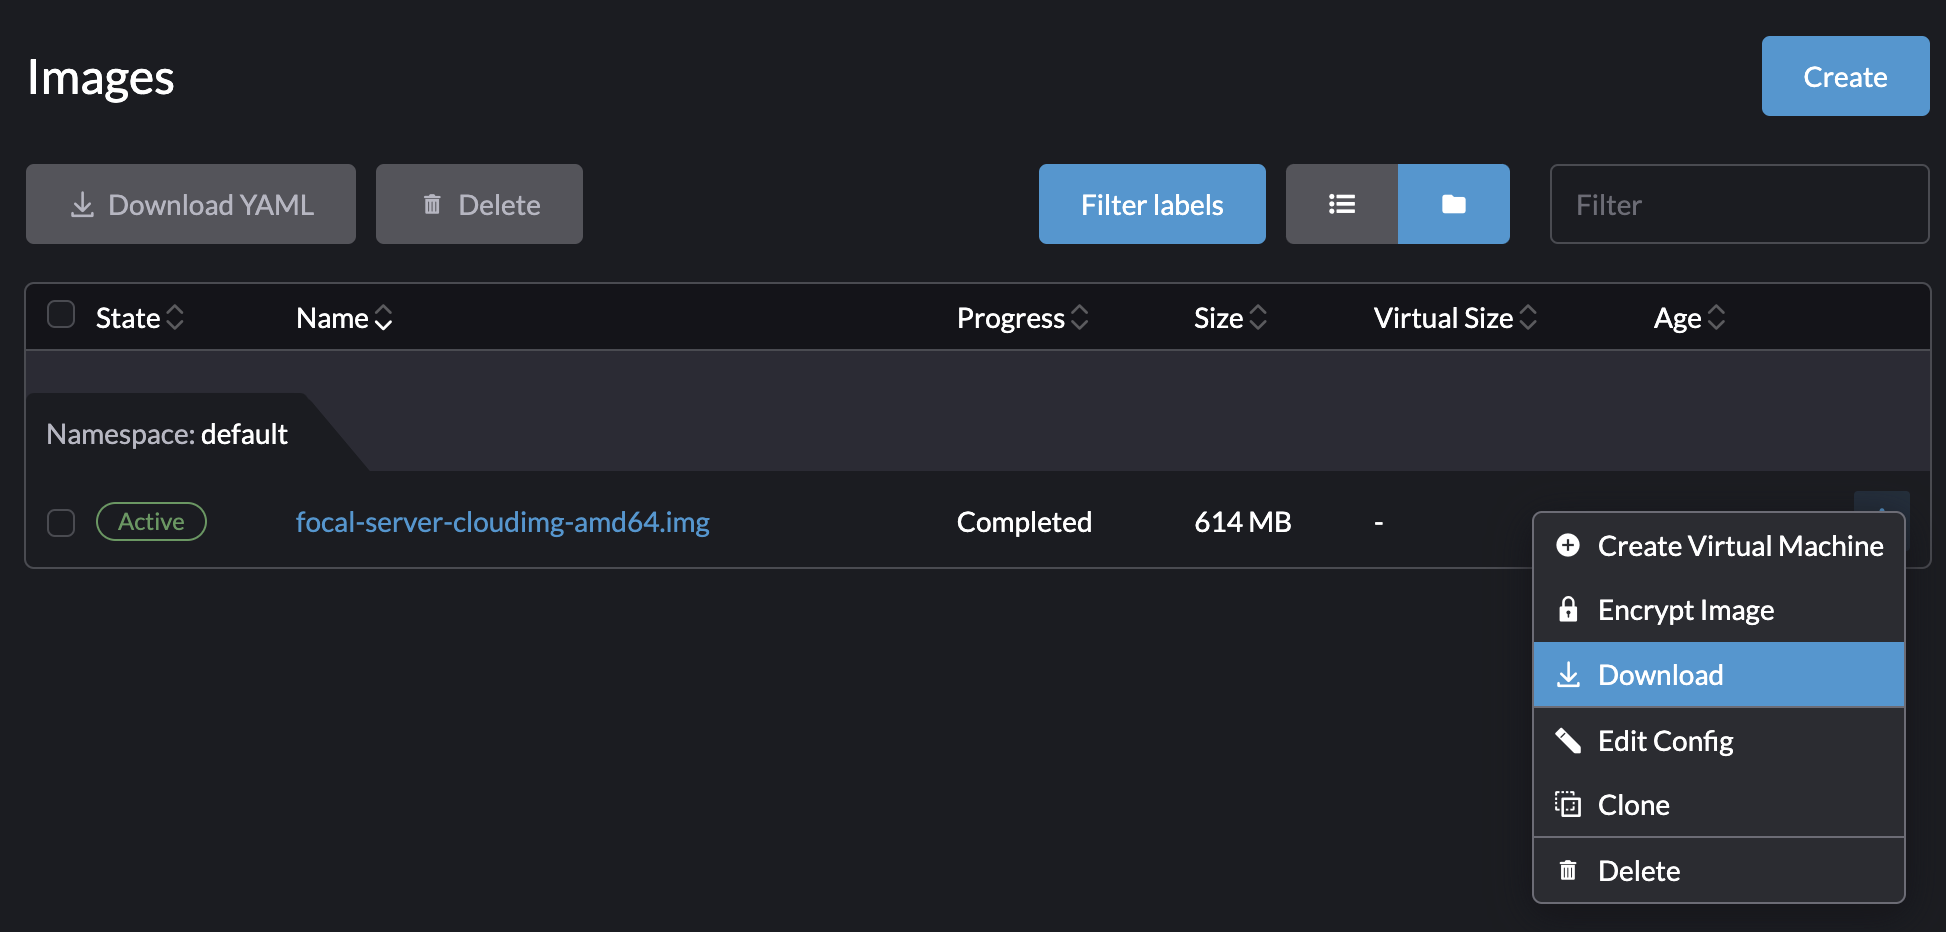 Images
Create
Download YAML
Delete
Filter labels
Filter
State Name Progress Size Virtual Size Age
Namespace: default
Active focal-server-cloudimg-amd64.img Completed 614 MB -
Create Virtual Machine
Encrypt Image
Download
Edit Config
Clone
Delete